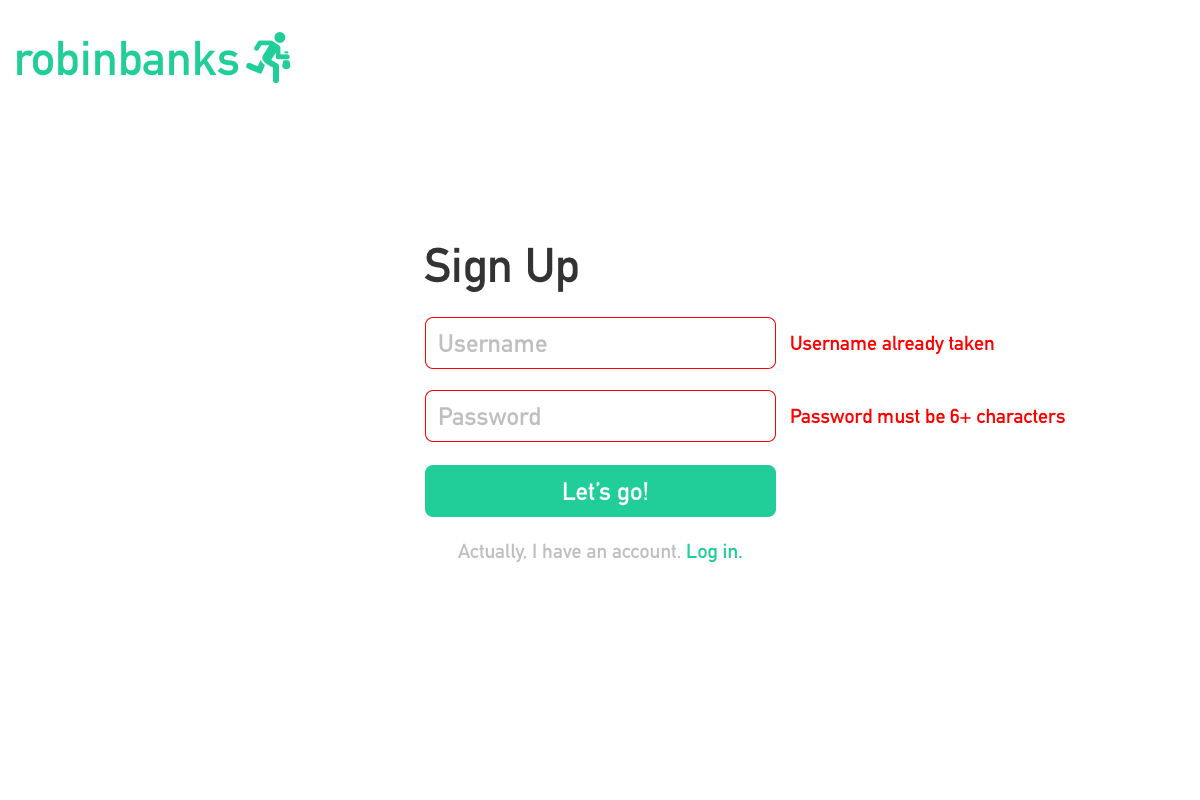 robinbanks
Sign Up
Username
Username already taken
Password
Password must be 6+ characters
Let's go!
Actually, I have an account. Log in.